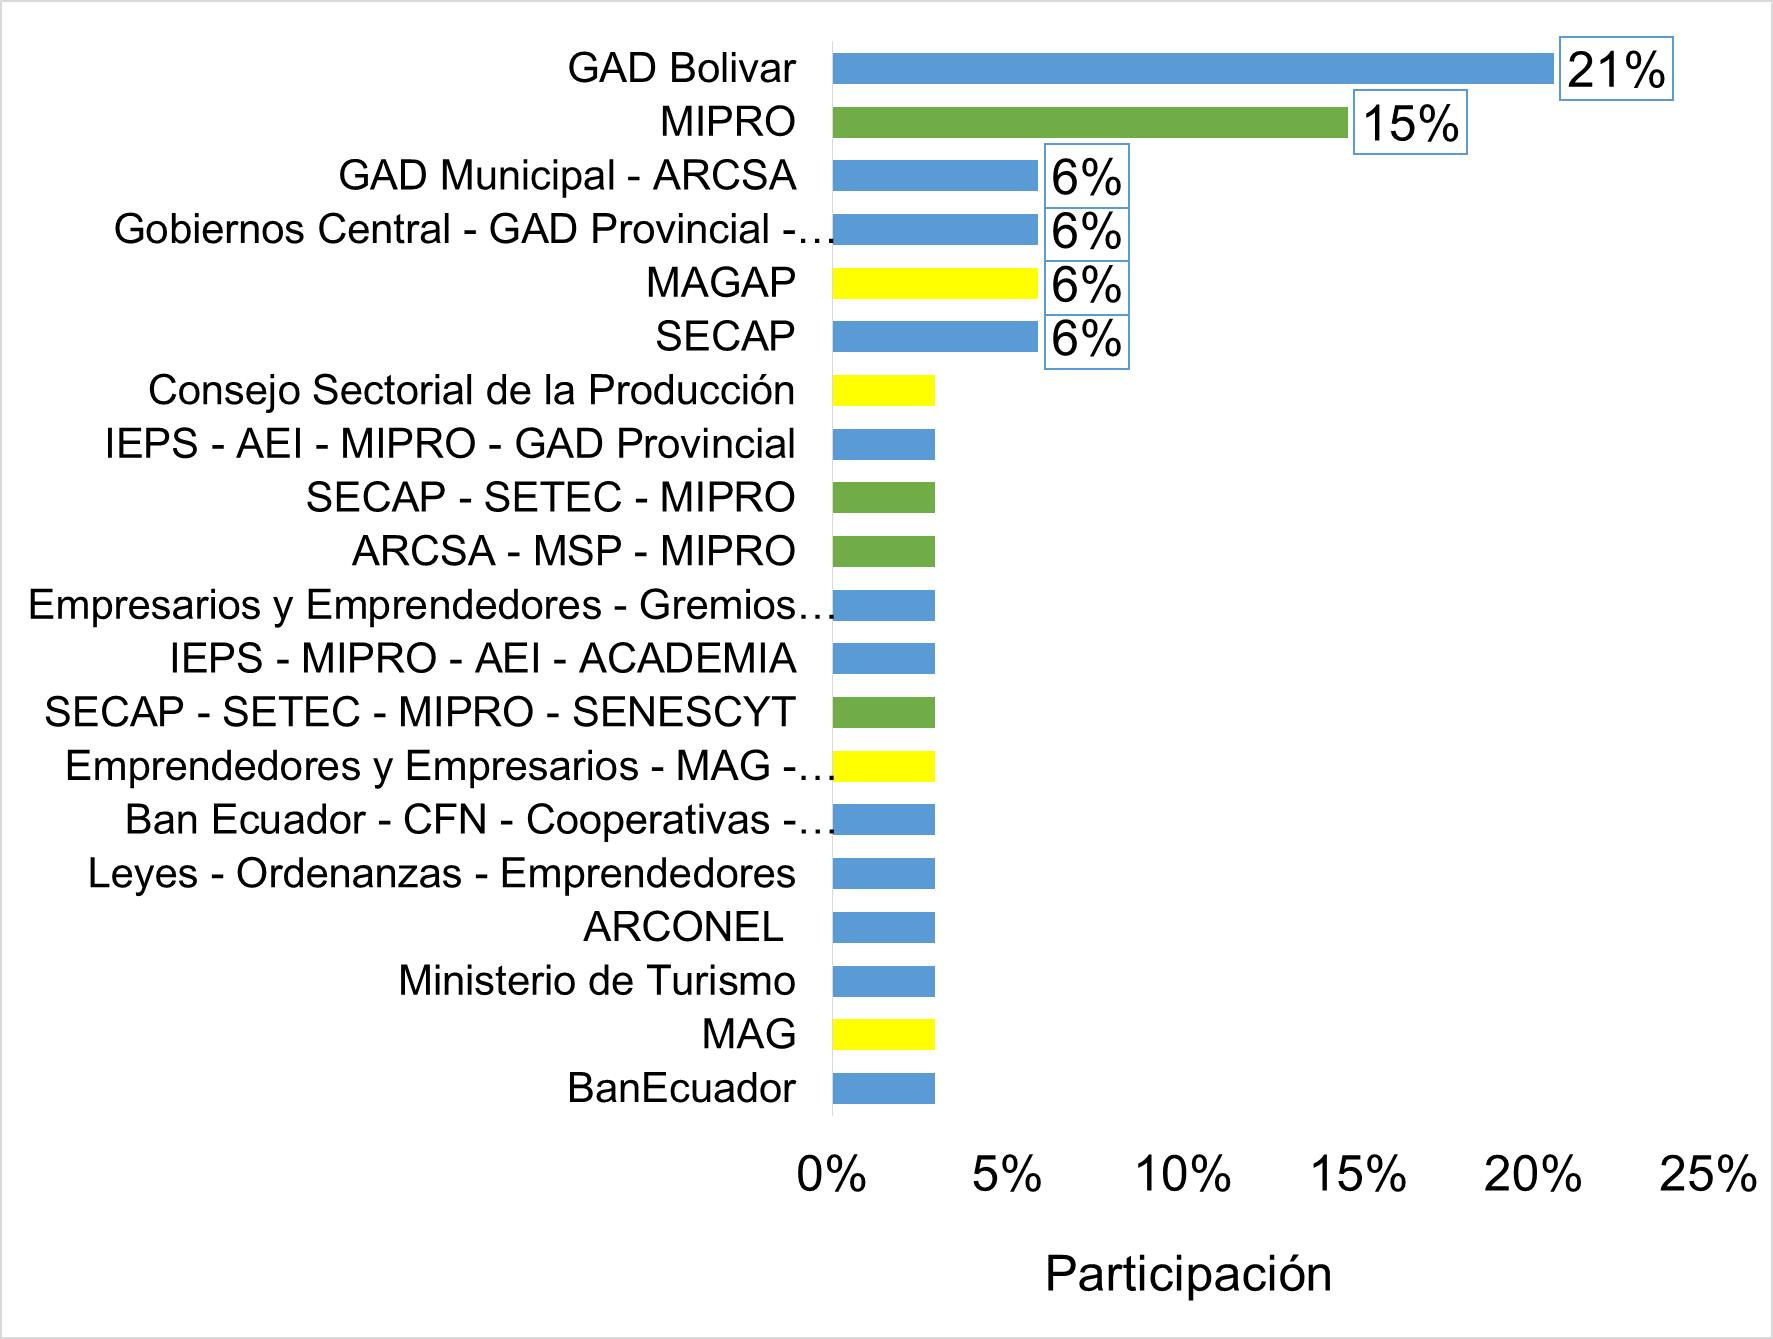 GAD Bolivar 21%
MIPRO 15%
GAD Municipal - ARCSA 6%
Gobiernos Central - GAD Provincial -… 6%
MAGAP 6%
SECAP 6%
Consejo Sectorial de la Producción
IEPS - AEI - MIPRO - GAD Provincial
SECAP - SETEC - MIPRO
ARCSA - MSP - MIPRO
Empresarios y Emprendedores - Gremios…
IEPS - MIPRO - AEI - ACADEMIA
SECAP - SETEC - MIPRO - SENESCYT
Emprendedores y Empresarios - MAG -…
Ban Ecuador - CFN - Cooperativas -…
Leyes - Ordenanzas - Emprendedores
ARCONEL
Ministerio de Turismo
MAG
BanEcuador
0% 5% 10% 15% 20% 25%
Participación